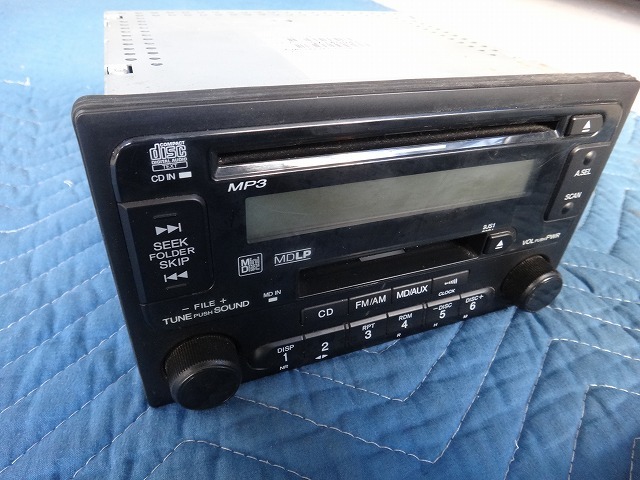 COMPACT
disc
DIGITAL AUDIO
TEXT
CD IN
MP3
A.SEL
SCAN
SEEK
FOLDER
SKIP
Mini
Disc
MDLP
VOL PUSH PWR
MD IN
- FILE +
TUNE PUSH SOUND
CD
FM/AM
MD/AUX
CLOCK
DISP
1
2
RPT
3
RDM
4
-DISC
5
DISC+
6